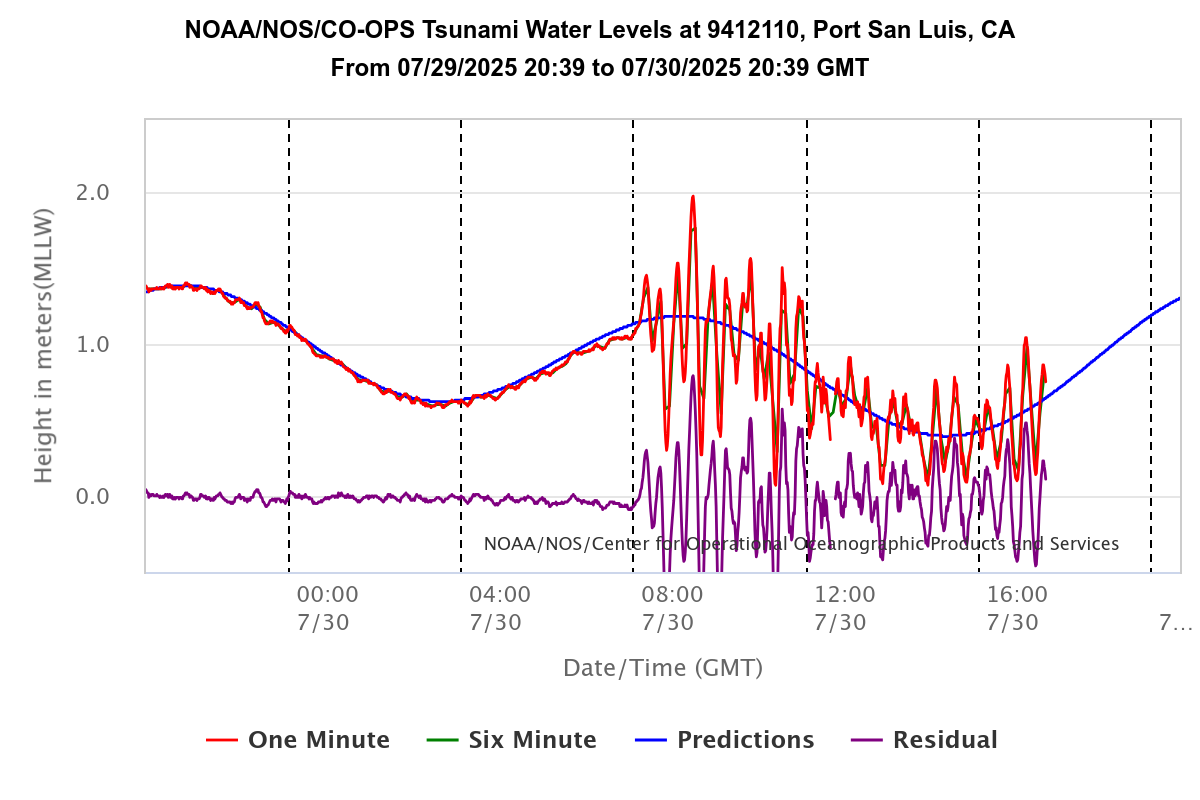 NOAA/NOS/CO-OPS Tsunami Water Levels at 9412110, Port San Luis, CA
From 07/29/2025 20:39 to 07/30/2025 20:39 GMT
Height in meters(MLLW)
2.0
1.0
0.0
NOAA/NOS/Center for Operational Oceanographic Products and Services
00:00 04:00 08:00 12:00 16:00
7/30 7/30 7/30 7/30 7/30 7...
Date/Time (GMT)
One Minute Six Minute Predictions Residual